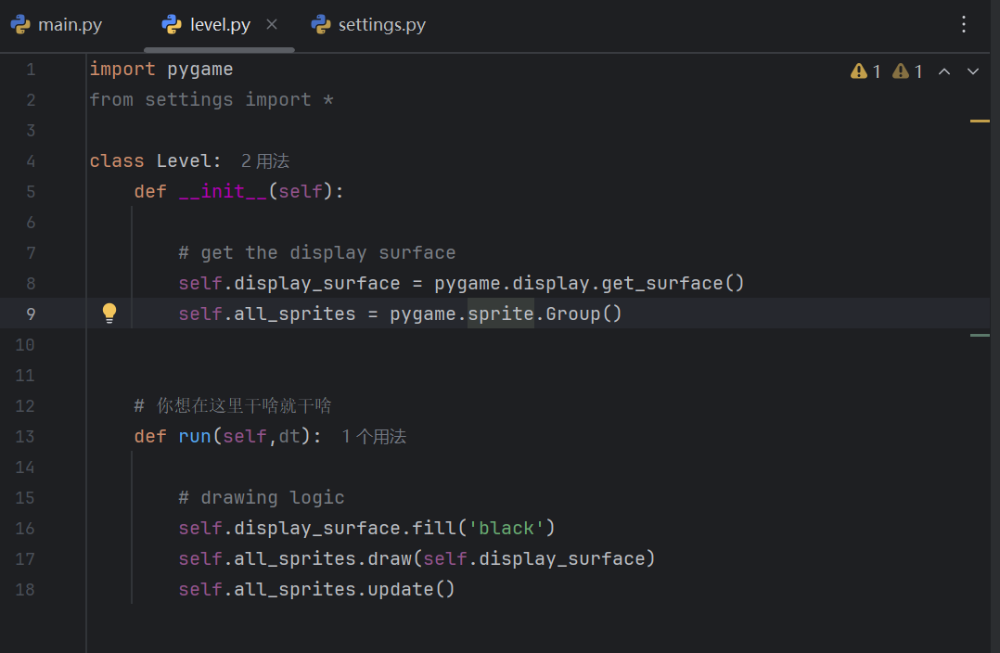 main.py level.py settings.py
1 import pygame 1 1
2 from settings import *
3
4 class Level: 2 用法
5 def __init__(self):
6
7 # get the display surface
8 self.display_surface = pygame.display.get_surface()
9 self.all_sprites = pygame.sprite.Group()
10
11
12 # 你想在这里干啥就干啥
13 def run(self,dt): 1 个用法
14
15 # drawing logic
16 self.display_surface.fill('black')
17 self.all_sprites.draw(self.display_surface)
18 self.all_sprites.update()